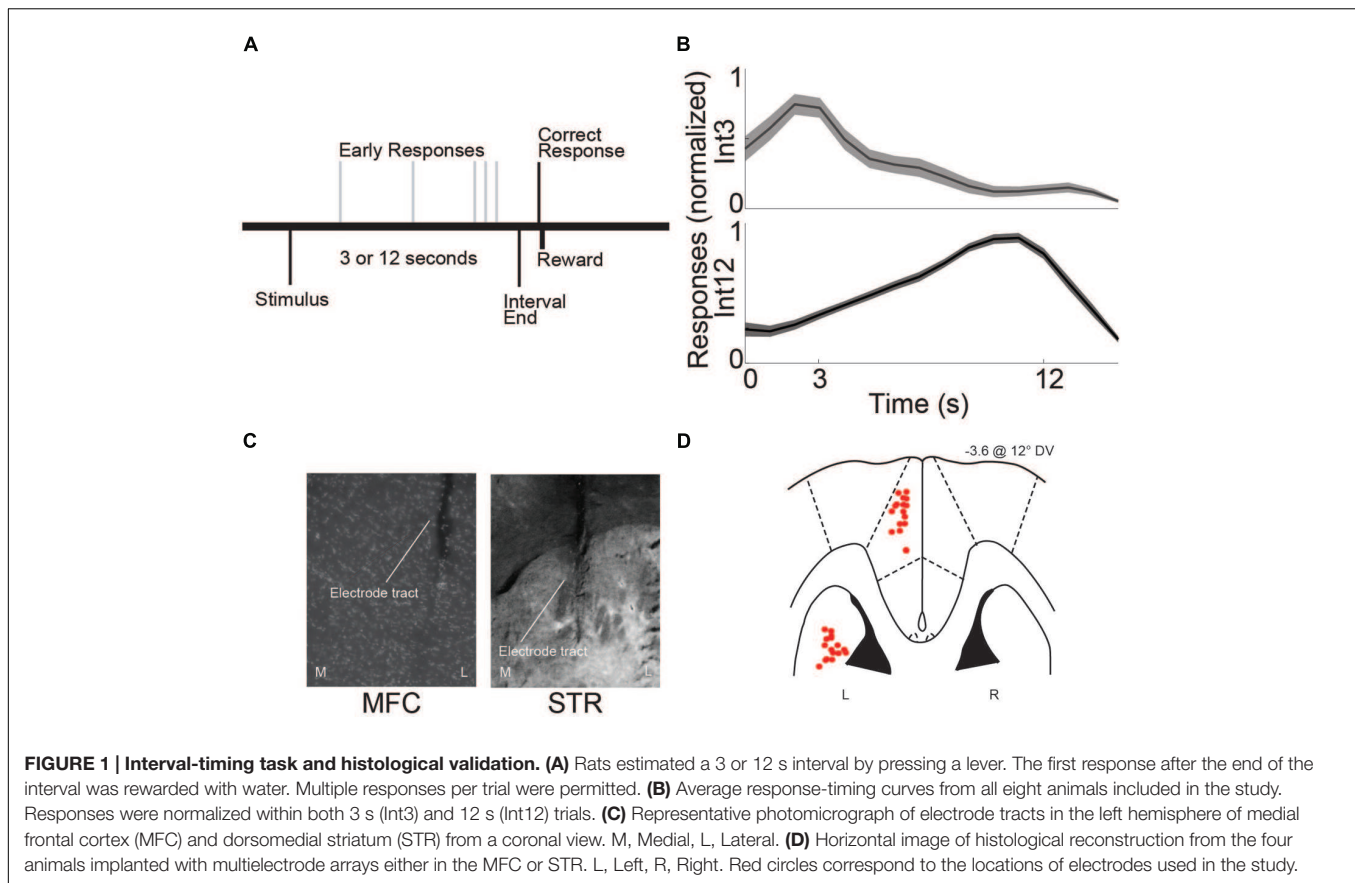 A
Early Responses
Correct
Response
3 or 12 seconds
Stimulus
Interval
End
Reward
B
Responses (normalized)
Int3
Int12
1
0
1
0
0
3
12
Time (s)
C
Electrode tract
M
L
MFC
Electrode tract
M
L
STR
D
-3.6 @ 12° DV
L
R
FIGURE 1 | Interval-timing task and histological validation. (A) Rats estimated a 3 or 12 s interval by pressing a lever. The first response after the end of the
interval was rewarded with water. Multiple responses per trial were permitted. (B) Average response-timing curves from all eight animals included in the study.
Responses were normalized within both 3 s (Int3) and 12 s (Int12) trials. (C) Representative photomicrograph of electrode tracts in the left hemisphere of medial
frontal cortex (MFC) and dorsomedial striatum (STR) from a coronal view. M, Medial, L, Lateral. (D) Horizontal image of histological reconstruction from the four
animals implanted with multielectrode arrays either in the MFC or STR. L, Left, R, Right. Red circles correspond to the locations of electrodes used in the study.